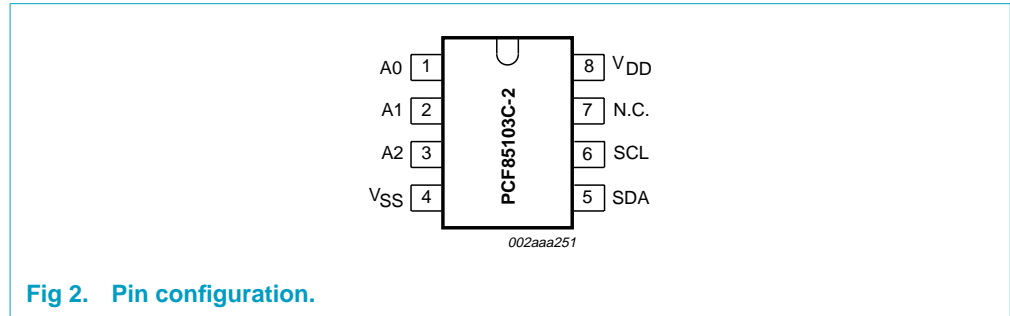 A0 1 8 VDD
A1 2 7 N.C.
A2 3 6 SCL
VSS 4 5 SDA
PCF85103C-2
002aaa251
Fig 2. Pin configuration.